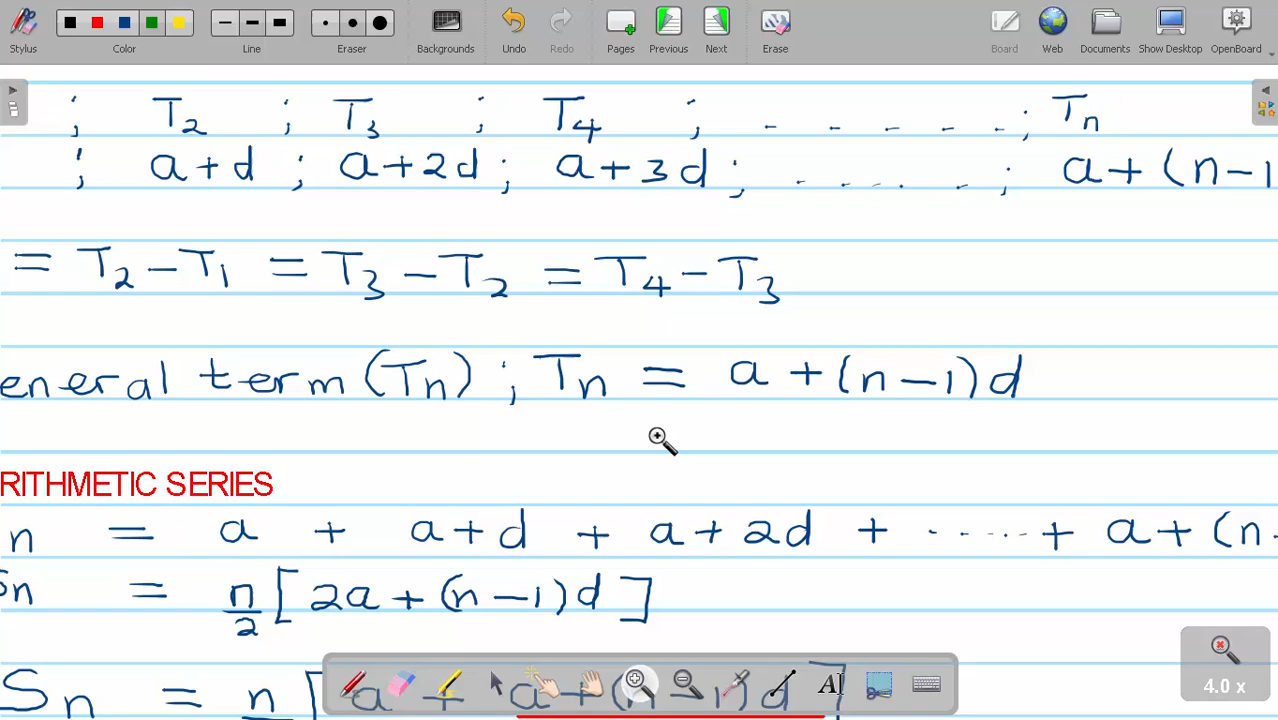 Stylus Color Line Eraser Backgrounds Undo Redo Pages Previous Next Erase Board Web Documents Show Desktop OpenBoard
; T2 ; T3 ; T4 ; - - - - - ; Tn
; a + d ; a + 2d ; a + 3d ; . . . . . - ; a + (n - 1
= T2 - T1 = T3 - T2 = T4 - T3
eneral term (Tn) ; Tn = a + (n - 1)d
RITHMETIC SERIES
n = a + a + d + a + 2d + ...... + a + (n -
Sn = n/2 [ 2a + (n - 1)d ]
Sn = n [ a + a + (n - 1)d ]
4.0 x